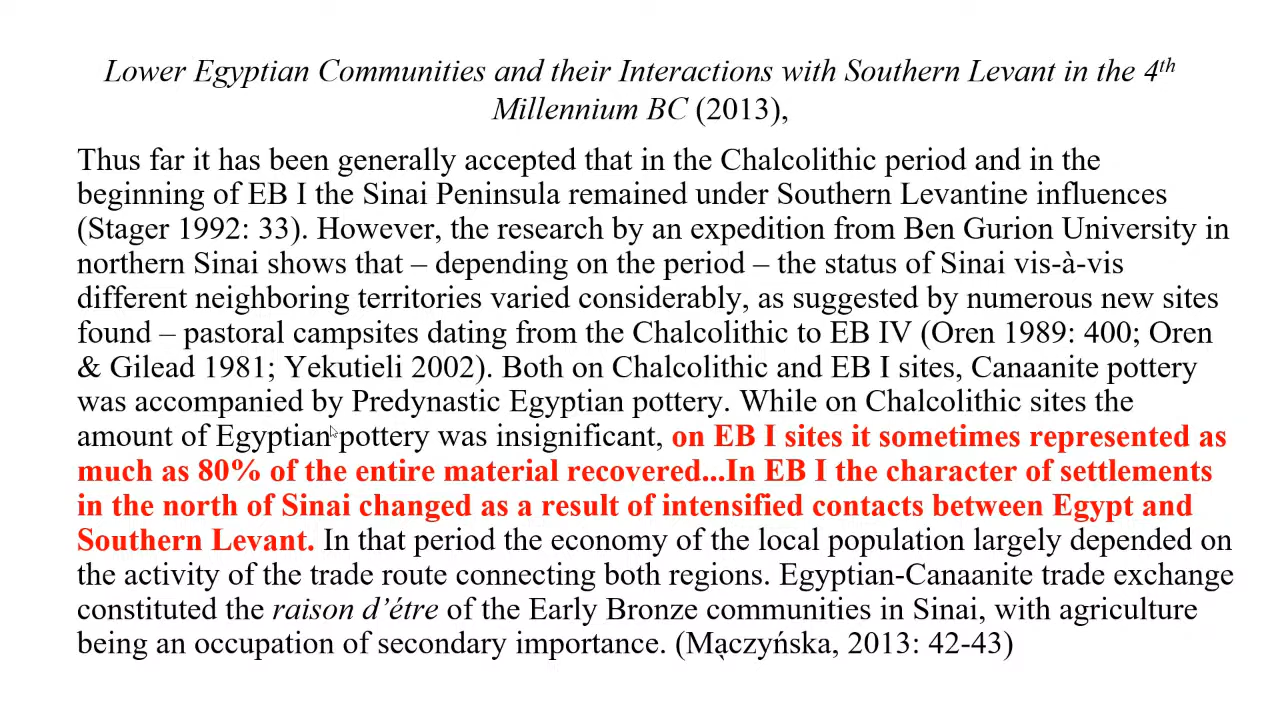 Lower Egyptian Communities and their Interactions with Southern Levant in the 4th
Millennium BC (2013),
Thus far it has been generally accepted that in the Chalcolithic period and in the
beginning of EB I the Sinai Peninsula remained under Southern Levantine influences
(Stager 1992: 33). However, the research by an expedition from Ben Gurion University in
northern Sinai shows that – depending on the period – the status of Sinai vis-à-vis
different neighboring territories varied considerably, as suggested by numerous new sites
found – pastoral campsites dating from the Chalcolithic to EB IV (Oren 1989: 400; Oren
& Gilead 1981; Yekutieli 2002). Both on Chalcolithic and EB I sites, Canaanite pottery
was accompanied by Predynastic Egyptian pottery. While on Chalcolithic sites the
amount of Egyptian pottery was insignificant, on EB I sites it sometimes represented as
much as 80% of the entire material recovered...In EB I the character of settlements
in the north of Sinai changed as a result of intensified contacts between Egypt and
Southern Levant. In that period the economy of the local population largely depended on
the activity of the trade route connecting both regions. Egyptian-Canaanite trade exchange
constituted the raison d’étre of the Early Bronze communities in Sinai, with agriculture
being an occupation of secondary importance. (Mączyńska, 2013: 42-43)